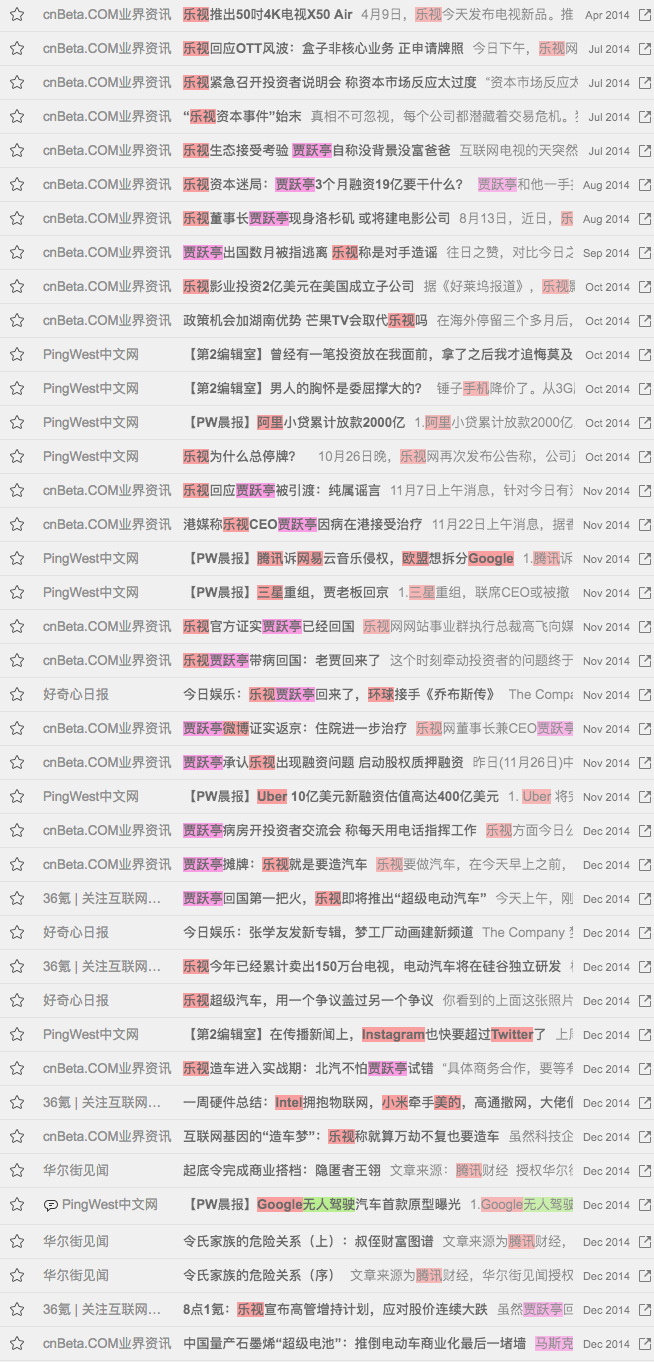 cnBeta.COM业界资讯 乐视推出50吋4K电视X50 Air 4月9日，乐视今天发布电视新品。推 Apr 2014
cnBeta.COM业界资讯 乐视回应OTT风波：盒子非核心业务 正申请牌照 今日下午，乐视网 Jul 2014
cnBeta.COM业界资讯 乐视紧急召开投资者说明会 称资本市场反应太过度 “资本市场反应太 Jul 2014
cnBeta.COM业界资讯 “乐视资本事件”始末 真相不可忽视，每个公司都潜藏着交易危机。 Jul 2014
cnBeta.COM业界资讯 乐视生态接受考验 贾跃亭自称没背景没富爸爸 互联网电视的天突然 Jul 2014
cnBeta.COM业界资讯 乐视资本迷局：贾跃亭3个月融资19亿要干什么？ 贾跃亭和他一手 Aug 2014
cnBeta.COM业界资讯 乐视董事长贾跃亭现身洛杉矶 或将建电影公司 8月13日，近日，乐 Aug 2014
cnBeta.COM业界资讯 贾跃亭出国数月被指逃离 乐视称是对手造谣 往日之赞，对比今日之 Sep 2014
cnBeta.COM业界资讯 乐视影业投资2亿美元在美国成立子公司 据《好莱坞报道》，乐视 Oct 2014
cnBeta.COM业界资讯 政策机会加湖南优势 芒果TV会取代乐视吗 在海外停留三个多月后， Oct 2014
PingWest中文网 【第2编辑室】曾经有一笔投资放在我面前，拿了之后我才追悔莫及 Oct 2014
PingWest中文网 【第2编辑室】男人的胸怀是委屈撑大的？ 锤子手机降价了。从3G Oct 2014
PingWest中文网 【PW晨报】阿里小贷累计放款2000亿 1.阿里小贷累计放款2000亿， Oct 2014
PingWest中文网 乐视为什么总停牌？ 10月26日晚，乐视网再次发布公告称，公司 Oct 2014
cnBeta.COM业界资讯 乐视回应贾跃亭被引渡：纯属谣言 11月7日上午消息，针对今日有 Nov 2014
cnBeta.COM业界资讯 港媒称乐视CEO贾跃亭因病在港接受治疗 11月22日上午消息，据香 Nov 2014
PingWest中文网 【PW晨报】腾讯诉网易云音乐侵权，欧盟想拆分Google 1.腾讯诉 Nov 2014
PingWest中文网 【PW晨报】三星重组，贾老板回京 1.三星重组，联席CEO或被撤 Nov 2014
cnBeta.COM业界资讯 乐视官方证实贾跃亭已经回国 乐视网网站事业群执行总裁高飞向媒 Nov 2014
cnBeta.COM业界资讯 乐视贾跃亭带病回国：老贾回来了 这个时刻牵动投资者的问题终于 Nov 2014
好奇心日报 今日娱乐：乐视贾跃亭回来了，环球接手《乔布斯传》 The Compa Nov 2014
cnBeta.COM业界资讯 贾跃亭微博证实返京：住院进一步治疗 乐视网董事长兼CEO贾跃亭 Nov 2014
cnBeta.COM业界资讯 贾跃亭承认乐视出现融资问题 启动股权质押融资 昨日(11月26日)中 Nov 2014
PingWest中文网 【PW晨报】Uber 10亿美元新融资估值高达400亿美元 1. Uber 将完 Nov 2014
cnBeta.COM业界资讯 贾跃亭病房开投资者交流会 称每天用电话指挥工作 乐视方面今日公 Dec 2014
cnBeta.COM业界资讯 贾跃亭摊牌：乐视就是要造汽车 乐视要做汽车，在今天早上之前， Dec 2014
36氪 | 关注互联网… 贾跃亭回国第一把火，乐视即将推出“超级电动汽车” 今天上午，刚 Dec 2014
好奇心日报 今日娱乐：张学友发新专辑，梦工厂动画建新频道 The Company 梦 Dec 2014
36氪 | 关注互联网… 乐视今年已经累计卖出150万台电视，电动汽车将在硅谷独立研发 Dec 2014
好奇心日报 乐视超级汽车，用一个争议盖过另一个争议 你看到的上面这张照片 Dec 2014
PingWest中文网 【第2编辑室】在传播新闻上，Instagram也快要超过Twitter了 上周 Dec 2014
cnBeta.COM业界资讯 乐视造车进入实战期：北汽不怕贾跃亭试错 “具体商务合作，要等有 Dec 2014
36氪 | 关注互联网… 一周硬件总结：Intel拥抱物联网，小米牵手美的，高通撤网，大佬们 Dec 2014
cnBeta.COM业界资讯 互联网基因的“造车梦”：乐视称就算万劫不复也要造车 虽然科技企 Dec 2014
华尔街见闻 起底令完成商业搭档：隐匿者王翎 文章来源：腾讯财经 授权华尔街 Dec 2014
PingWest中文网 【PW晨报】Google无人驾驶汽车首款原型曝光 1.Google无人驾驶 Dec 2014
华尔街见闻 令氏家族的危险关系（上）：叔侄财富图谱 文章来源为腾讯财经， Dec 2014
华尔街见闻 令氏家族的危险关系（序） 文章来源为腾讯财经，华尔街见闻授权 Dec 2014
36氪 | 关注互联网… 8点1氪：乐视宣布高管增持计划，应对股价连续大跌 虽然贾跃亭回 Dec 2014
cnBeta.COM业界资讯 中国量产石墨烯“超级电池”：推倒电动车商业化最后一堵墙 马斯克 Dec 2014